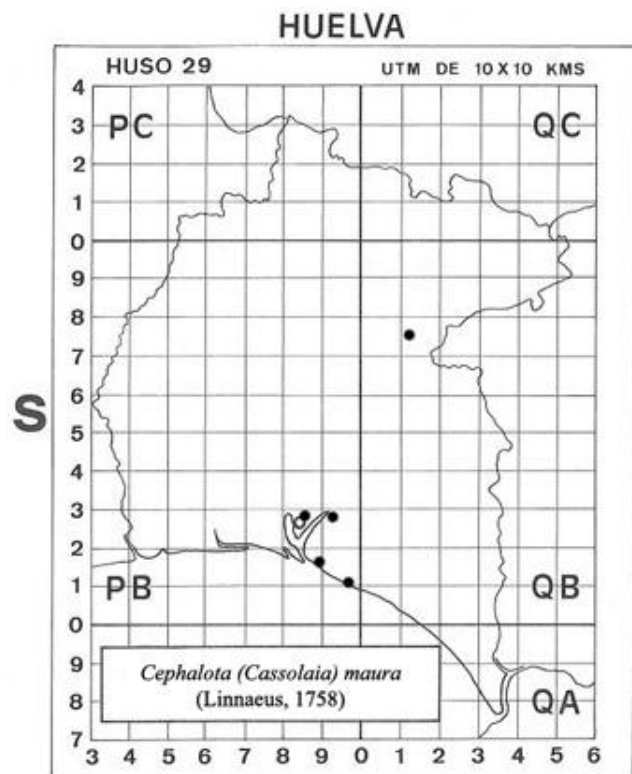 HUELVA
HUSO 29 UTM DE 10 X 10 KMS
4
3 PC QC
2
1
0
9
8
7
6
S
5
4
3
2
1 PB QB
0
9
8 QA
7
Cephalota (Cassolaia) maura
(Linnaeus, 1758)
3 4 5 6 7 8 9 0 1 2 3 4 5 6